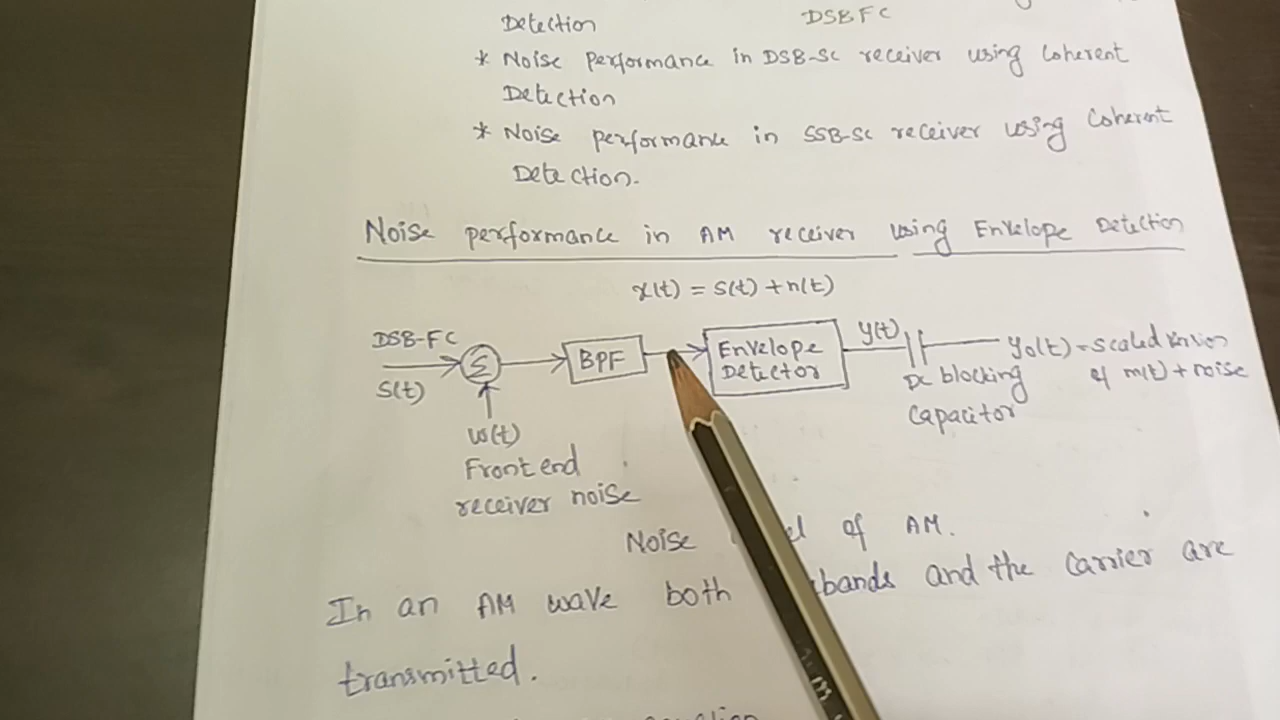 Detection DSBFC
* Noise performance in DSB-SC receiver using Coherent
Detection
* Noise performance in SSB-SC receiver using Coherent
Detection.
Noise performance in AM receiver using Envelope Detection
x(t) = s(t) + n(t)
DSB-FC
s(t)
Σ
BPF
Envelope
Detector
y(t)
DC blocking
Capacitor
y0(t) = scaled version
of m(t) + noise
w(t)
Front end
receiver noise
Noise of AM.
In an AM wave both and the carrier are
transmitted.